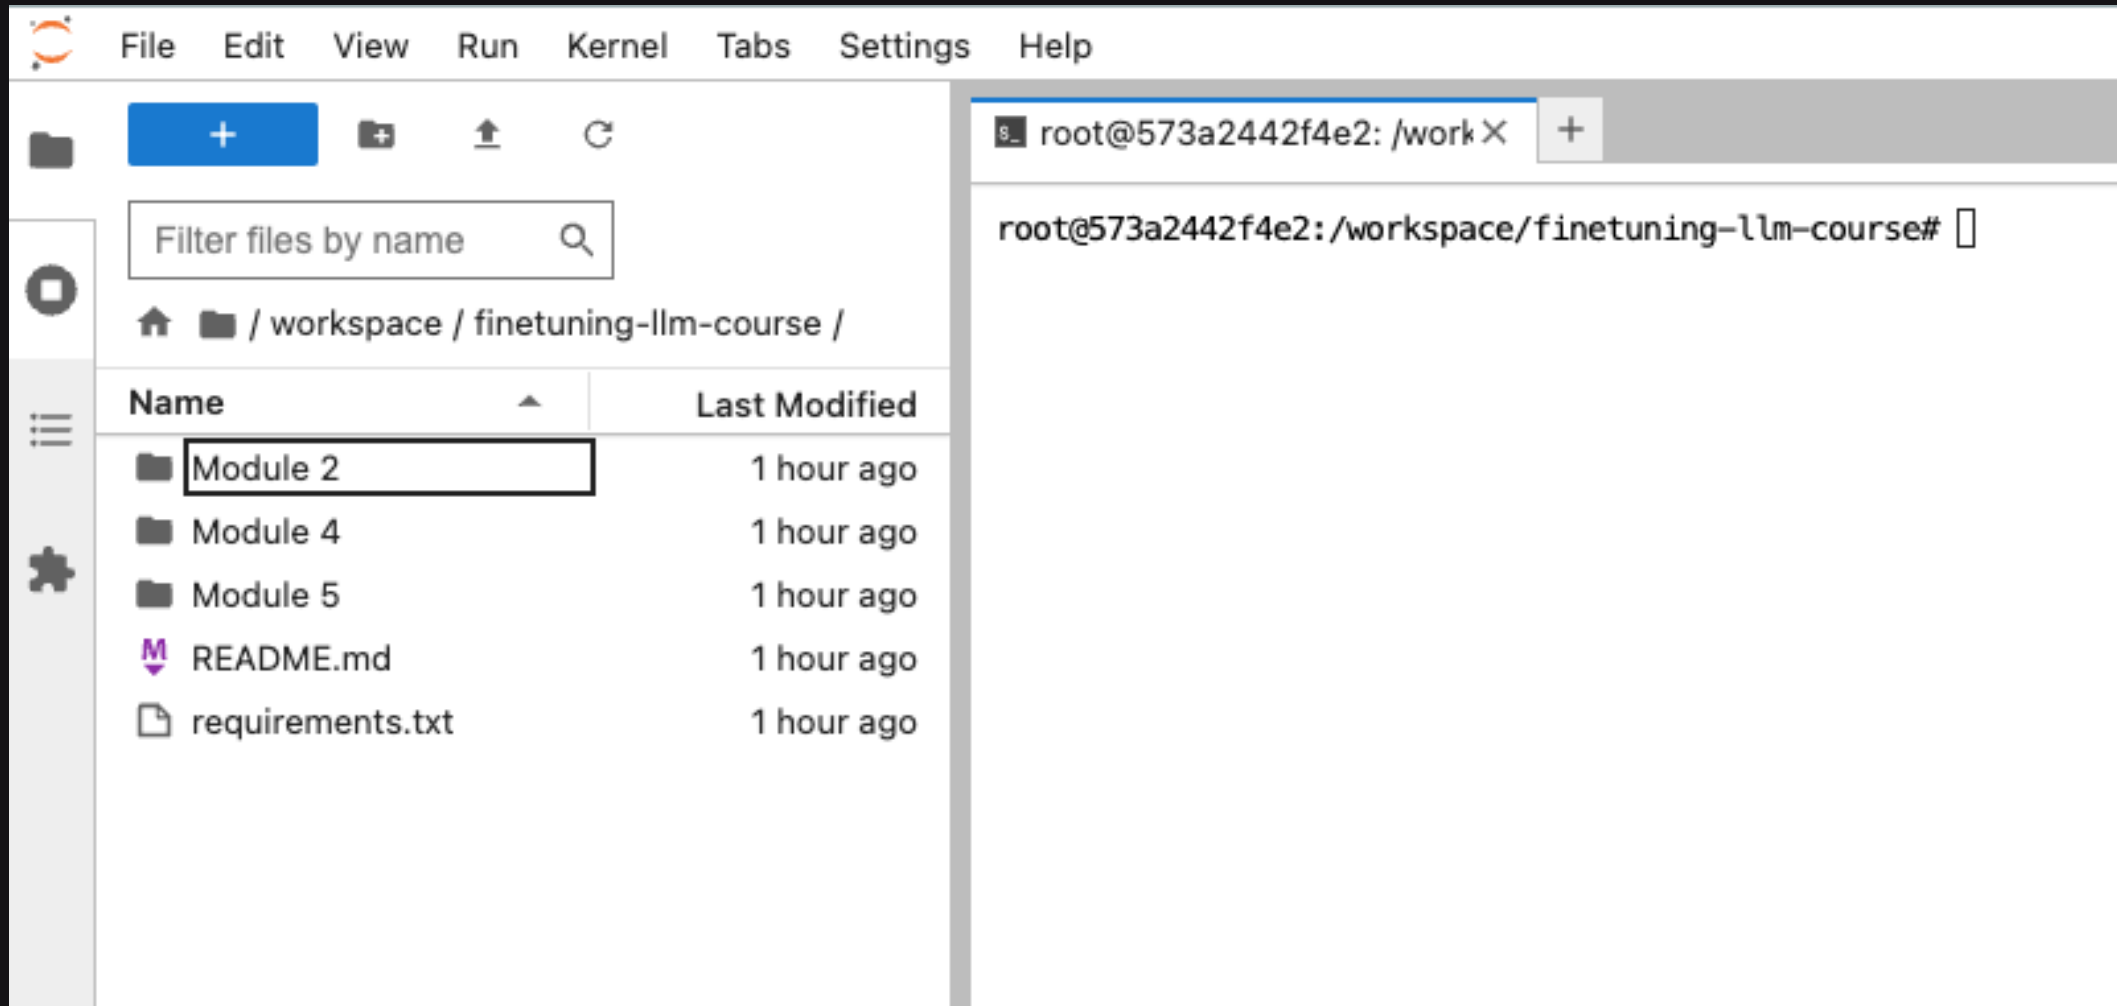 File Edit View Run Kernel Tabs Settings Help
+
Filter files by name
/ workspace / finetuning-llm-course /
Name Last Modified
Module 2 1 hour ago
Module 4 1 hour ago
Module 5 1 hour ago
README.md 1 hour ago
requirements.txt 1 hour ago
root@573a2442f4e2: /work
root@573a2442f4e2:/workspace/finetuning-llm-course#